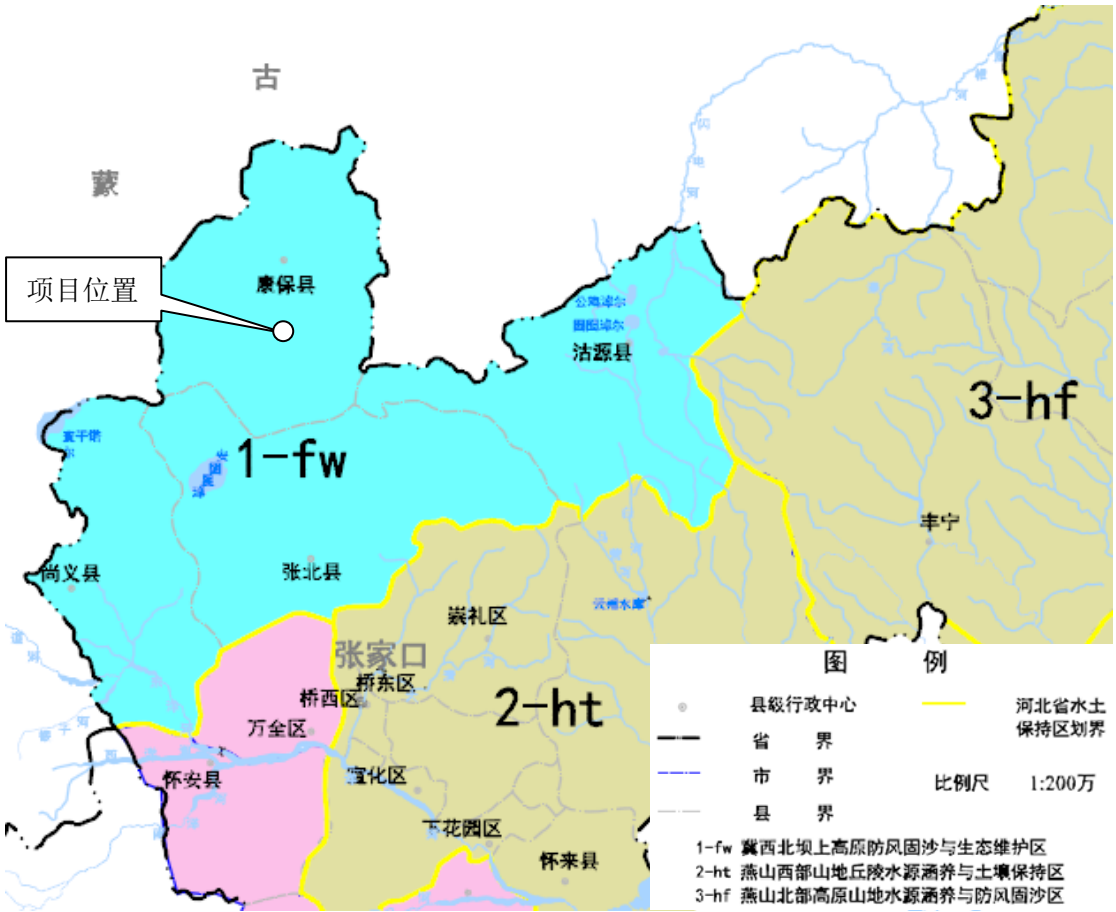 古
蒙
项目位置
康保县
闪电河
公鸡淖尔
囫囵淖尔
沽源县
3-hf
查干诺尔
1-fw
安固里淖
丰宁
尚义县
张北县
云州水库
崇礼区
张家口
桥东区
桥西区
2-ht
万全区
怀安县
宣化区
下花园区
怀来县
图 例
县级行政中心
河北省水土
保持区划界
省 界
市 界
比例尺 1:200万
县 界
1-fw 冀西北坝上高原防风固沙与生态维护区
2-ht 燕山西部山地丘陵水源涵养与土壤保持区
3-hf 燕山北部高原山地水源涵养与防风固沙区